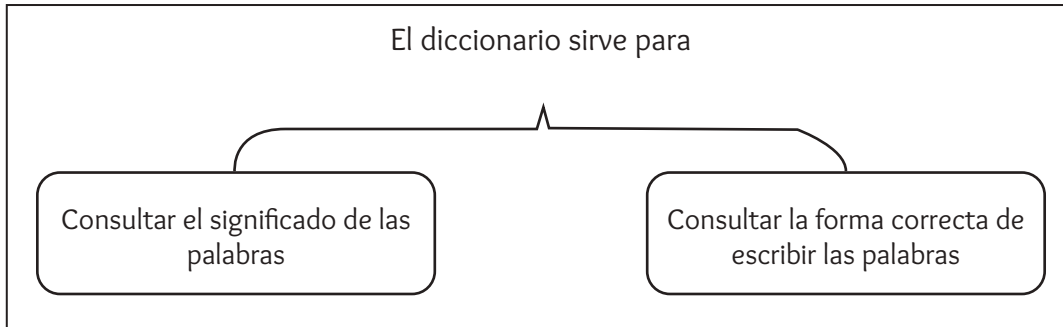 El diccionario sirve para
Consultar el significado de las
palabras
Consultar la forma correcta de
escribir las palabras